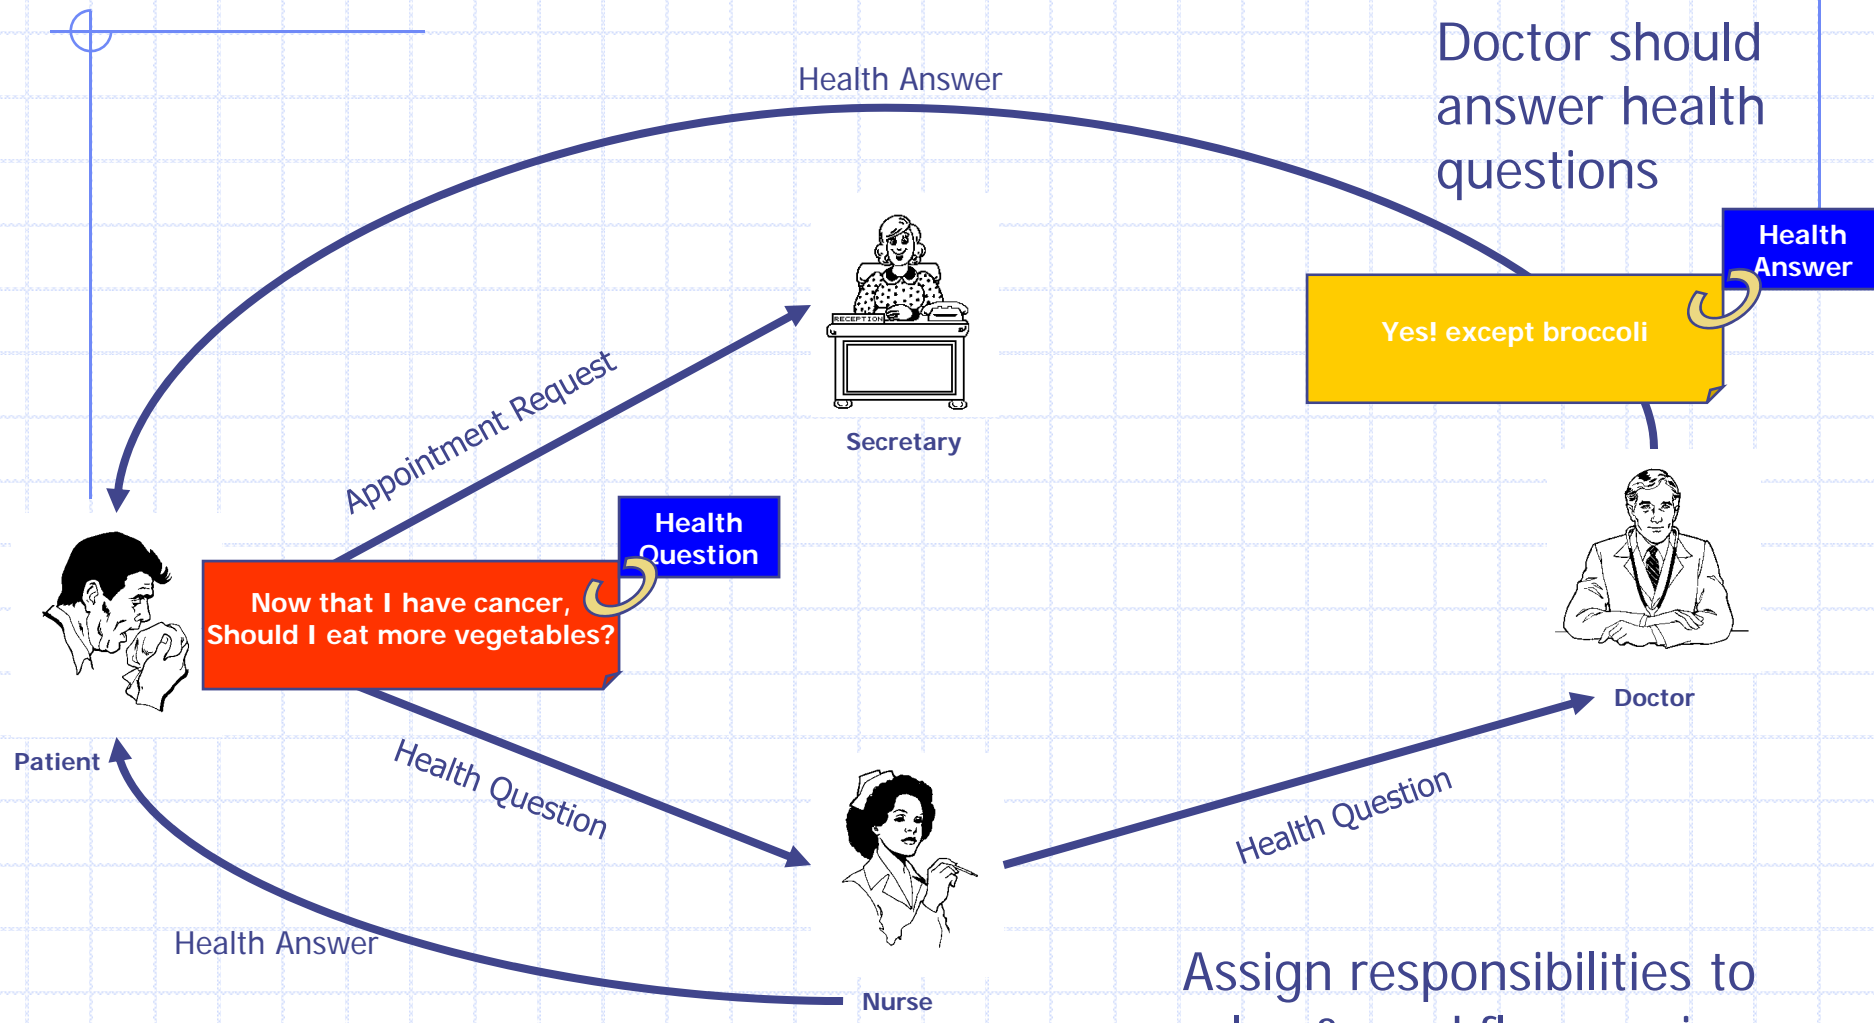 Doctor should
answer health
questions
Health Answer
Health
Answer
Yes! except broccoli
RECEPTION
Secretary
Appointment Request
Health
Question
Now that I have cancer,
Should I eat more vegetables?
Doctor
Patient
Health Question
Health Question
Health Answer
Nurse
Assign responsibilities to